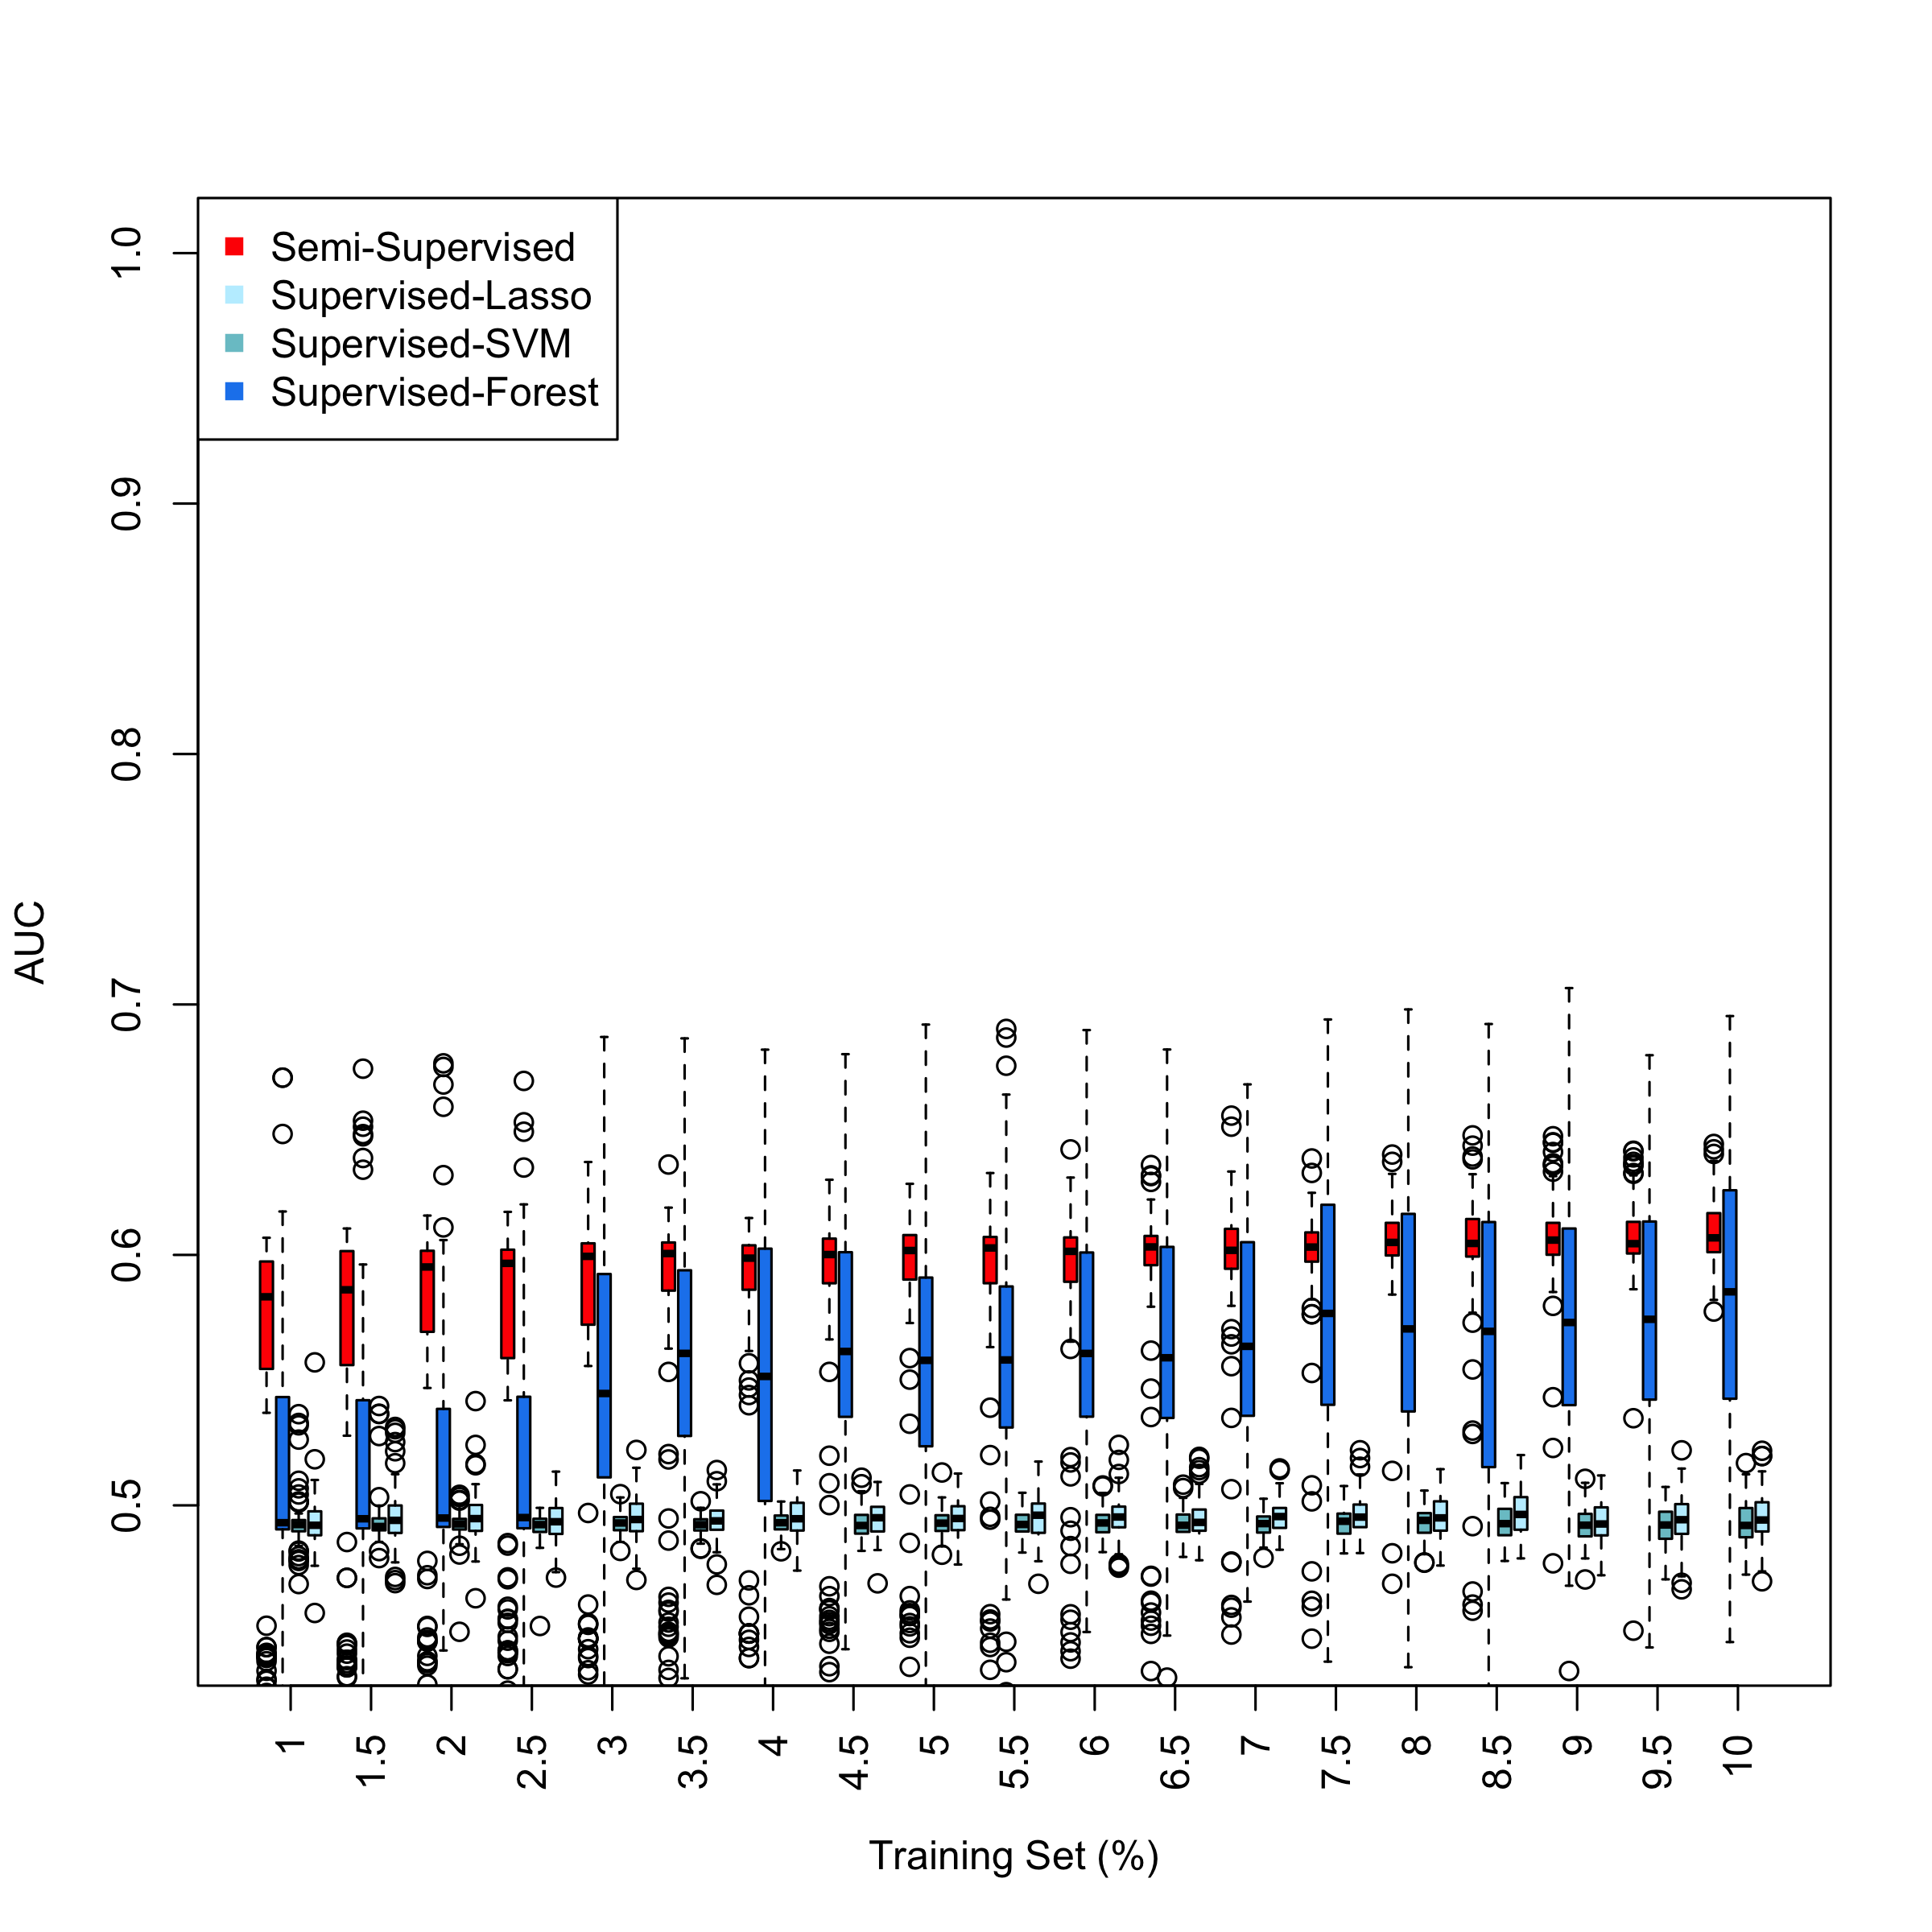 Semi-Supervised
Supervised-Lasso
Supervised-SVM
Supervised-Forest
1.0
0.9
0.8
0.7
0.6
0.5
AUC
1 1.5 2 2.5 3 3.5 4 4.5 5 5.5 6 6.5 7 7.5 8 8.5 9 9.5 10
Training Set (%)